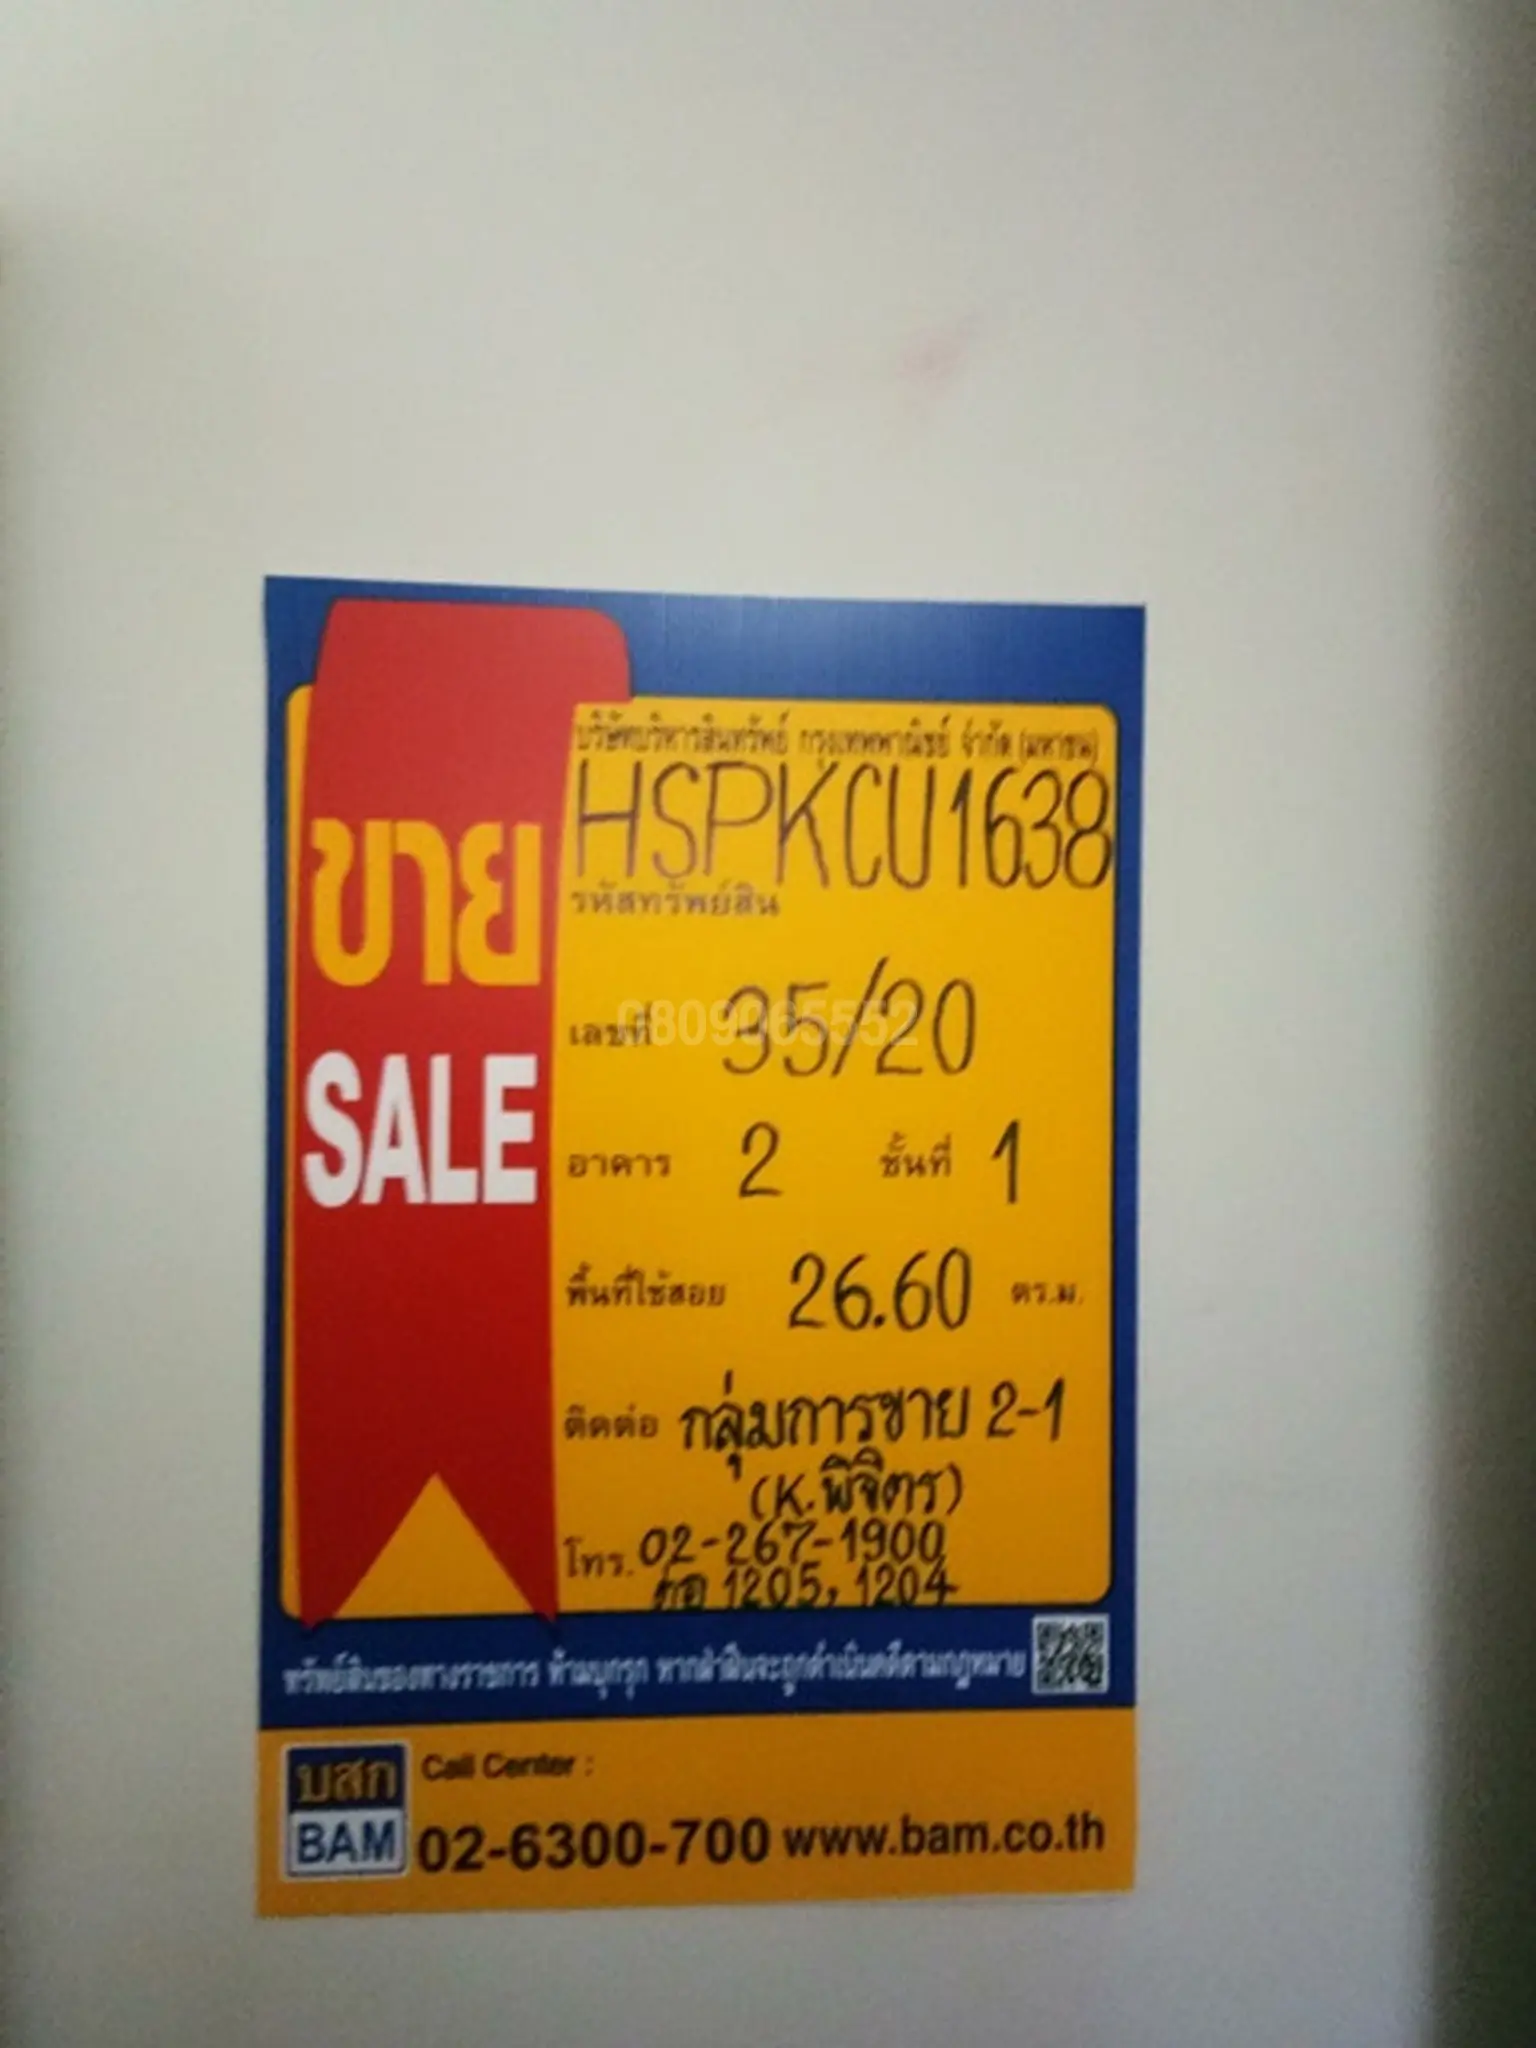 บริษัทบริหารสินทรัพย์ กรุงเทพพาณิชย์ จำกัด (มหาชน)
HSPKCU1638
รหัสทรัพย์สิน
ขาย
SALE
เลขที่ 35/20
0809065552
อาคาร 2 ชั้นที่ 1
พื้นที่ใช้สอย 26.60 ตร.ม.
ติดต่อ กลุ่มการขาย 2-1
(K.พิจิตร)
โทร. 02-267-1900
ต่อ 1205, 1204
ทรัพย์สินของทางราชการ ห้ามบุกรุก หากฝ่าฝืนจะถูกดำเนินคดีตามกฎหมาย
บสก
BAM
Call Center :
02-6300-700 www.bam.co.th